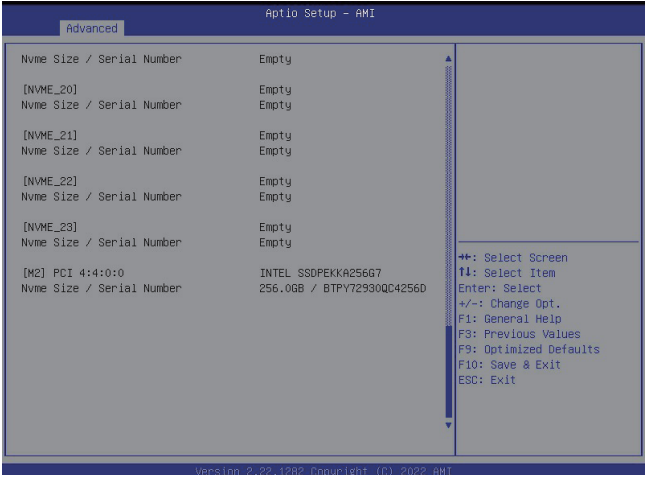 Aptio Setup - AMI
Advanced
Nvme Size / Serial Number Empty
[NVME_20] Empty
Nvme Size / Serial Number Empty
[NVME_21] Empty
Nvme Size / Serial Number Empty
[NVME_22] Empty
Nvme Size / Serial Number Empty
[NVME_23] Empty
Nvme Size / Serial Number Empty
[M2] PCI 4:4:0:0 INTEL SSDPEKKA256G7
Nvme Size / Serial Number 256.0GB / BTPY72930QC4256D
→←: Select Screen
↑↓: Select Item
Enter: Select
+/-: Change Opt.
F1: General Help
F3: Previous Values
F9: Optimized Defaults
F10: Save & Exit
ESC: Exit
Version 2.22.1282 Copyright (C) 2022 AMI